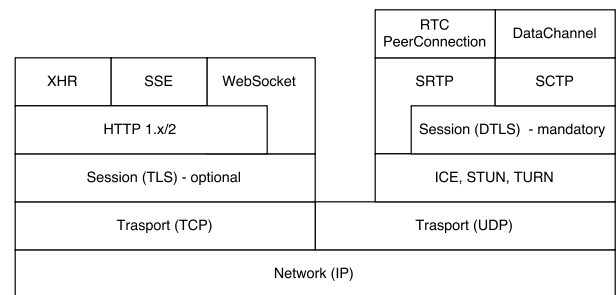 RTC
PeerConnection
DataChannel
XHR
SSE
WebSocket
SRTP
SCTP
HTTP 1.x/2
Session (DTLS) - mandatory
Session (TLS) - optional
ICE, STUN, TURN
Trasport (TCP)
Trasport (UDP)
Network (IP)